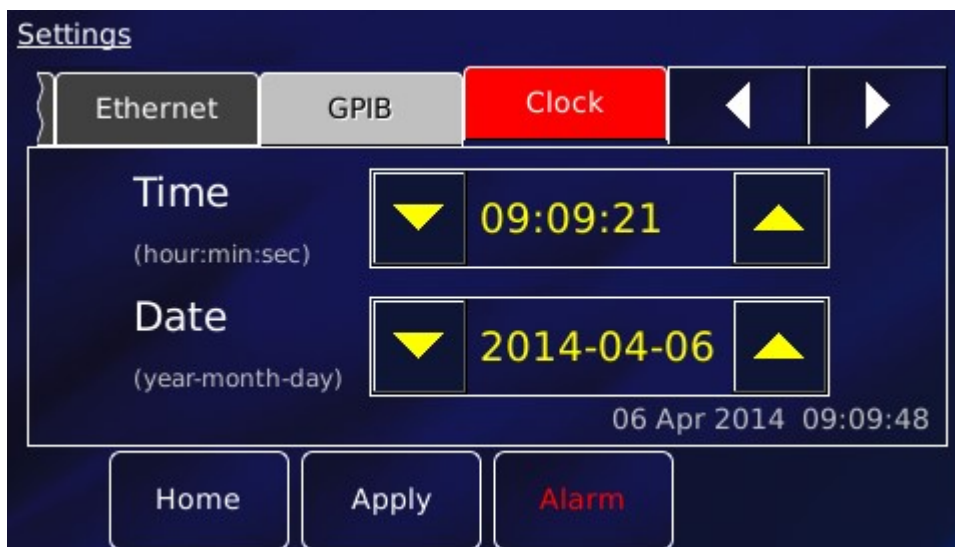 Settings
Ethernet GPIB Clock
Time 09:09:21
(hour:min:sec)
Date 2014-04-06
(year-month-day)
06 Apr 2014 09:09:48
Home Apply Alarm